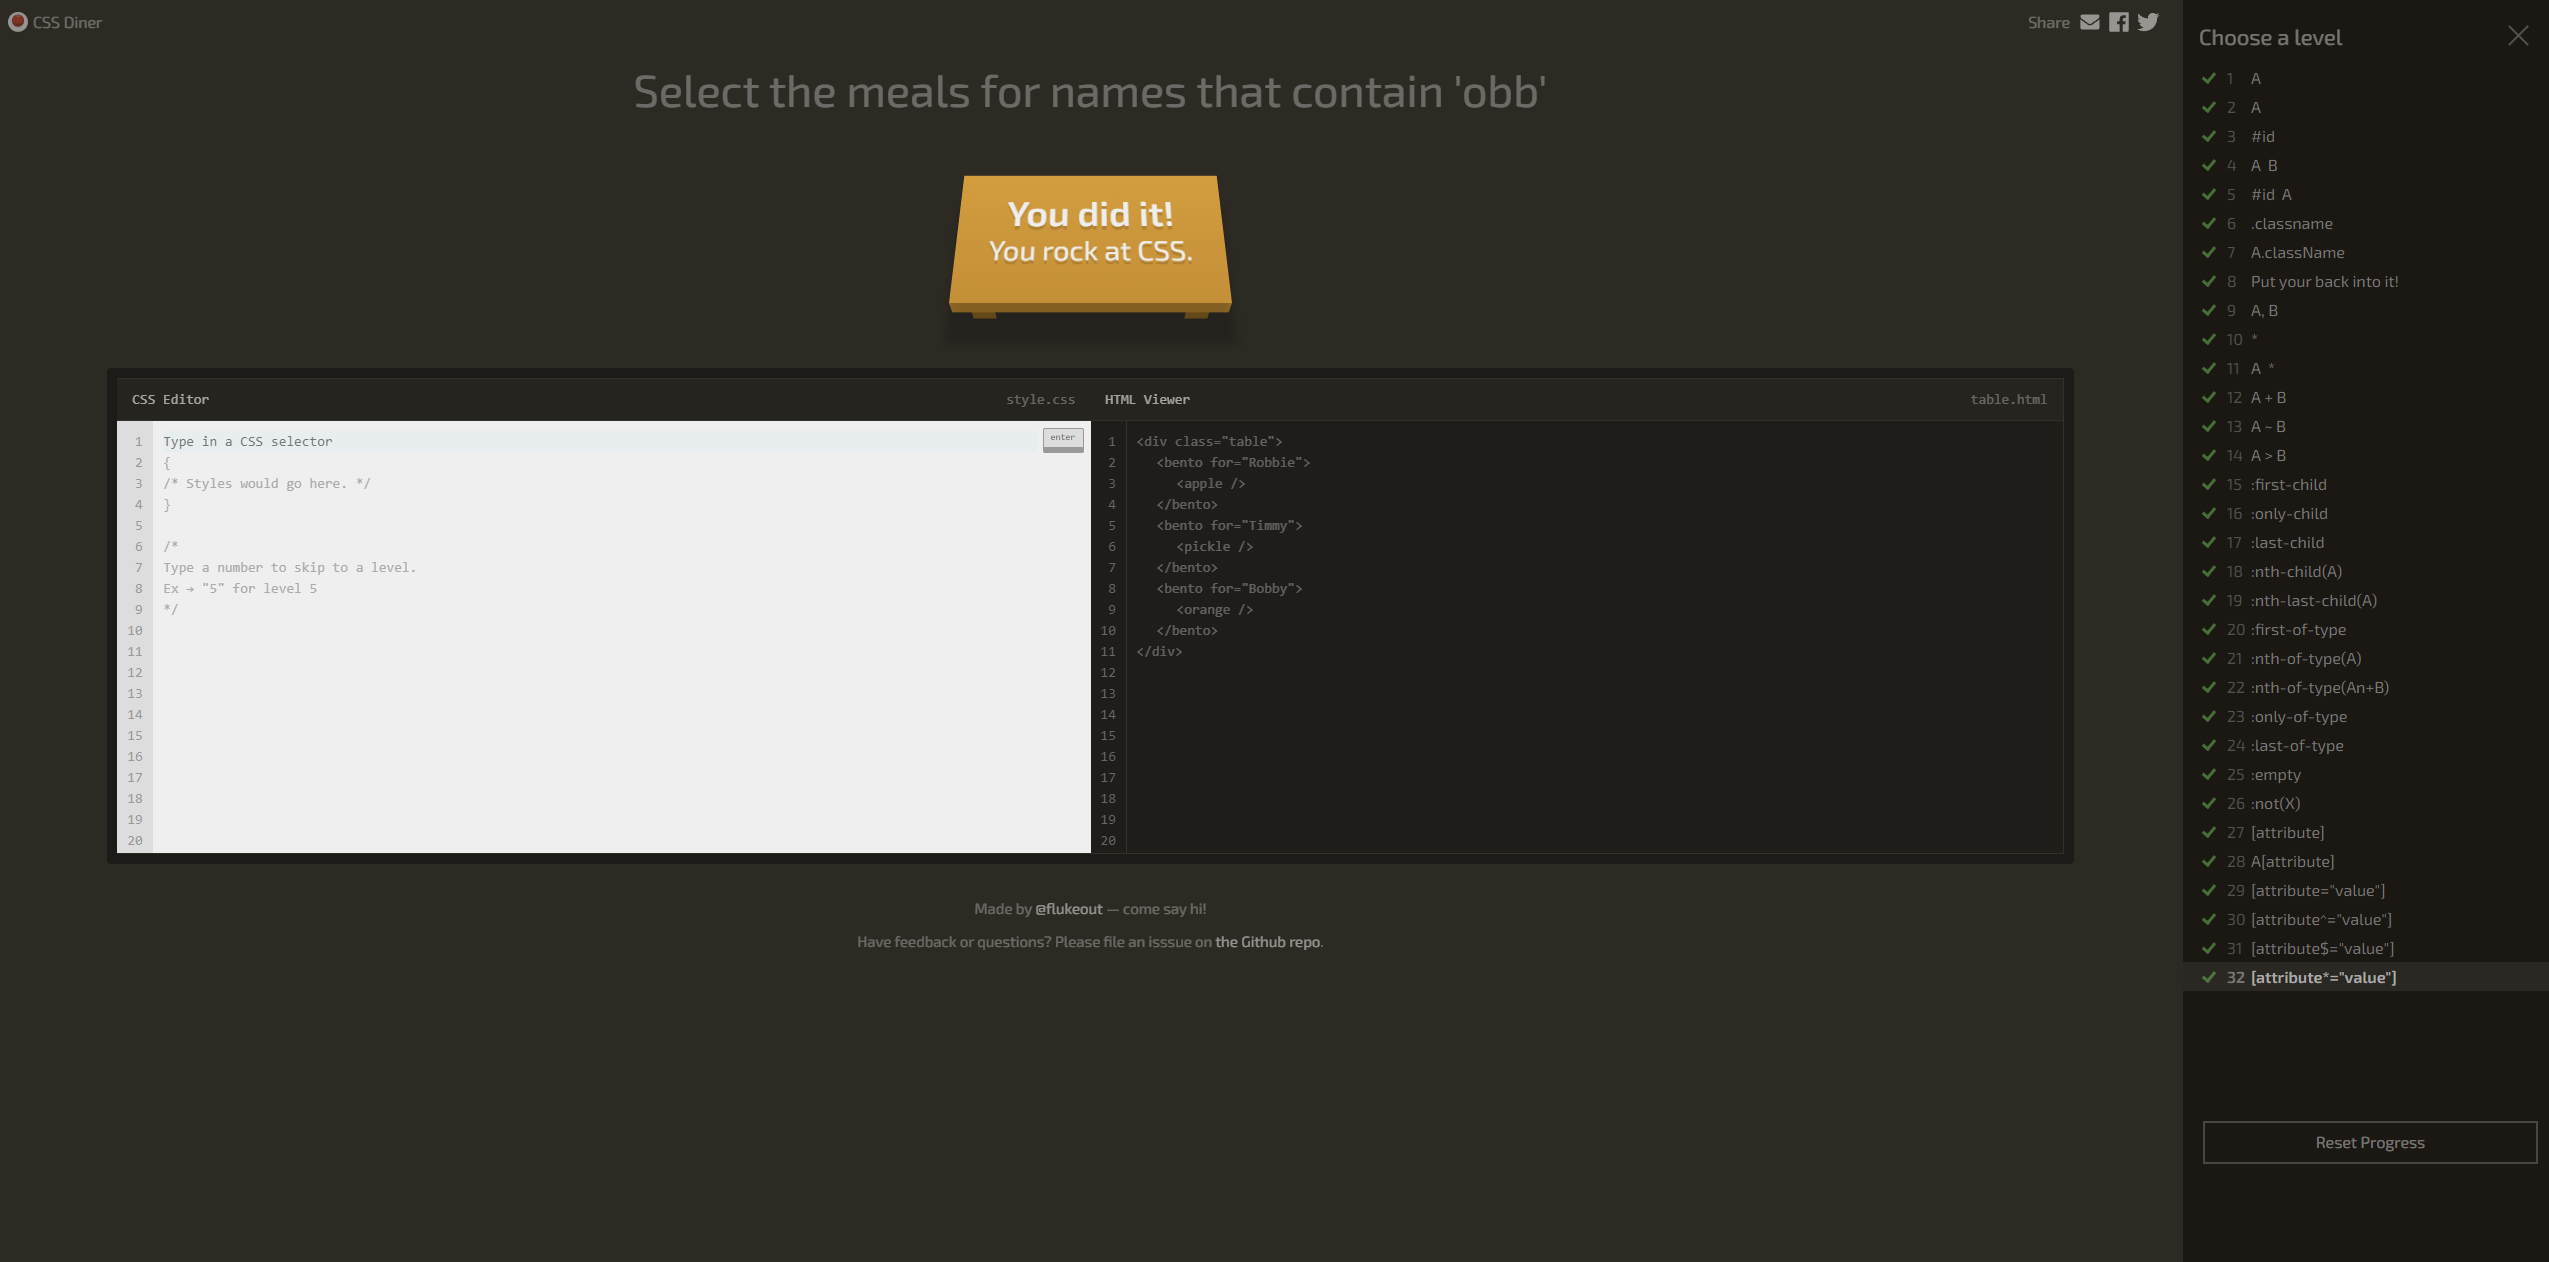 CSS Diner
Share
Select the meals for names that contain 'obb'
You did it!
You rock at CSS.
CSS Editor
style.css
1 Type in a CSS selector
enter
2 {
3 /* Styles would go here. */
4 }
5
6 /*
7 Type a number to skip to a level.
8 Ex → "5" for level 5
9 */
10
11
12
13
14
15
16
17
18
19
20
HTML Viewer
table.html
1 <div class="table">
2 <bento for="Robbie">
3 <apple />
4 </bento>
5 <bento for="Timmy">
6 <pickle />
7 </bento>
8 <bento for="Bobby">
9 <orange />
10 </bento>
11 </div>
12
13
14
15
16
17
18
19
20
Made by @flukeout — come say hi!
Have feedback or questions? Please file an isssue on the Github repo.
Choose a level
1 A
2 A
3 #id
4 A B
5 #id A
6 .classname
7 A.className
8 Put your back into it!
9 A, B
10 *
11 A *
12 A + B
13 A ~ B
14 A > B
15 :first-child
16 :only-child
17 :last-child
18 :nth-child(A)
19 :nth-last-child(A)
20 :first-of-type
21 :nth-of-type(A)
22 :nth-of-type(An+B)
23 :only-of-type
24 :last-of-type
25 :empty
26 :not(X)
27 [attribute]
28 A[attribute]
29 [attribute="value"]
30 [attribute^="value"]
31 [attribute$="value"]
32 [attribute*="value"]
Reset Progress